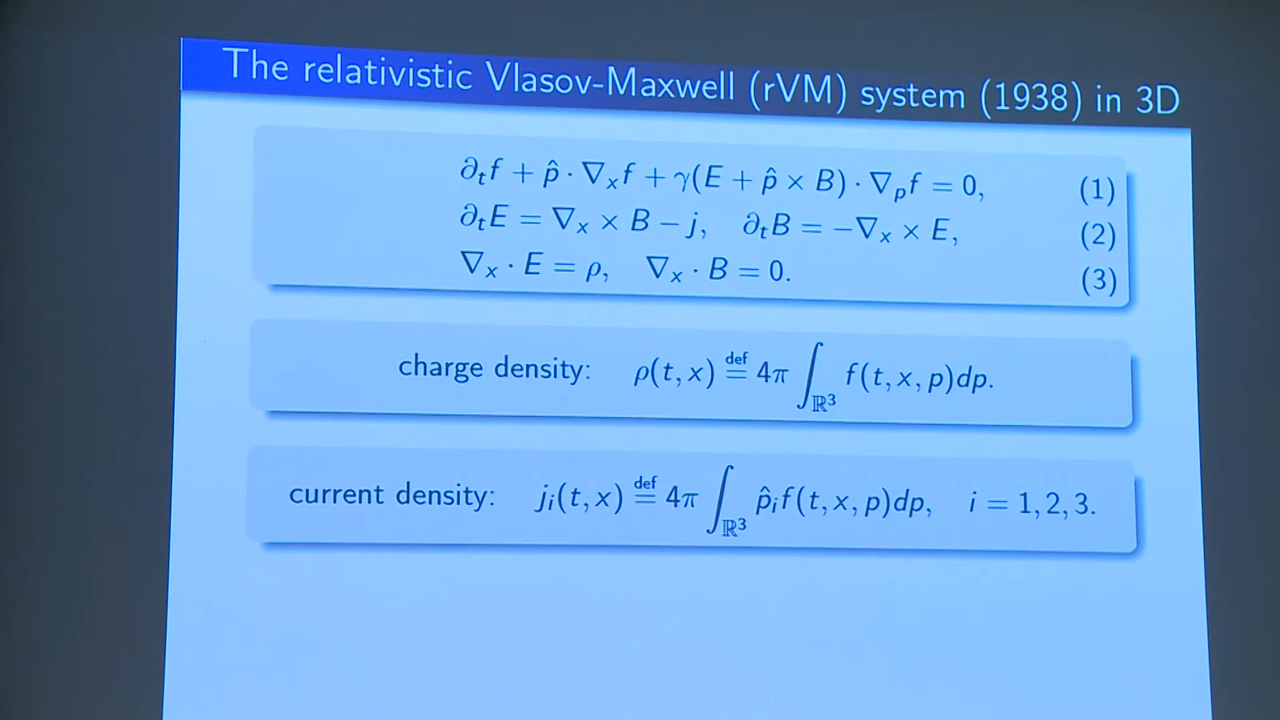 The relativistic Vlasov-Maxwell (rVM) system (1938) in 3D
∂ₜf + p̂ · ∇ₓf + γ(E + p̂ × B) · ∇ₚf = 0, (1)
∂ₜE = ∇ₓ × B − j, ∂ₜB = −∇ₓ × E, (2)
∇ₓ · E = ρ, ∇ₓ · B = 0. (3)
charge density: ρ(t, x) ≝ 4π ∫_ℝ³ f(t, x, p)dp.
current density: jᵢ(t, x) ≝ 4π ∫_ℝ³ p̂ᵢf(t, x, p)dp, i = 1, 2, 3.